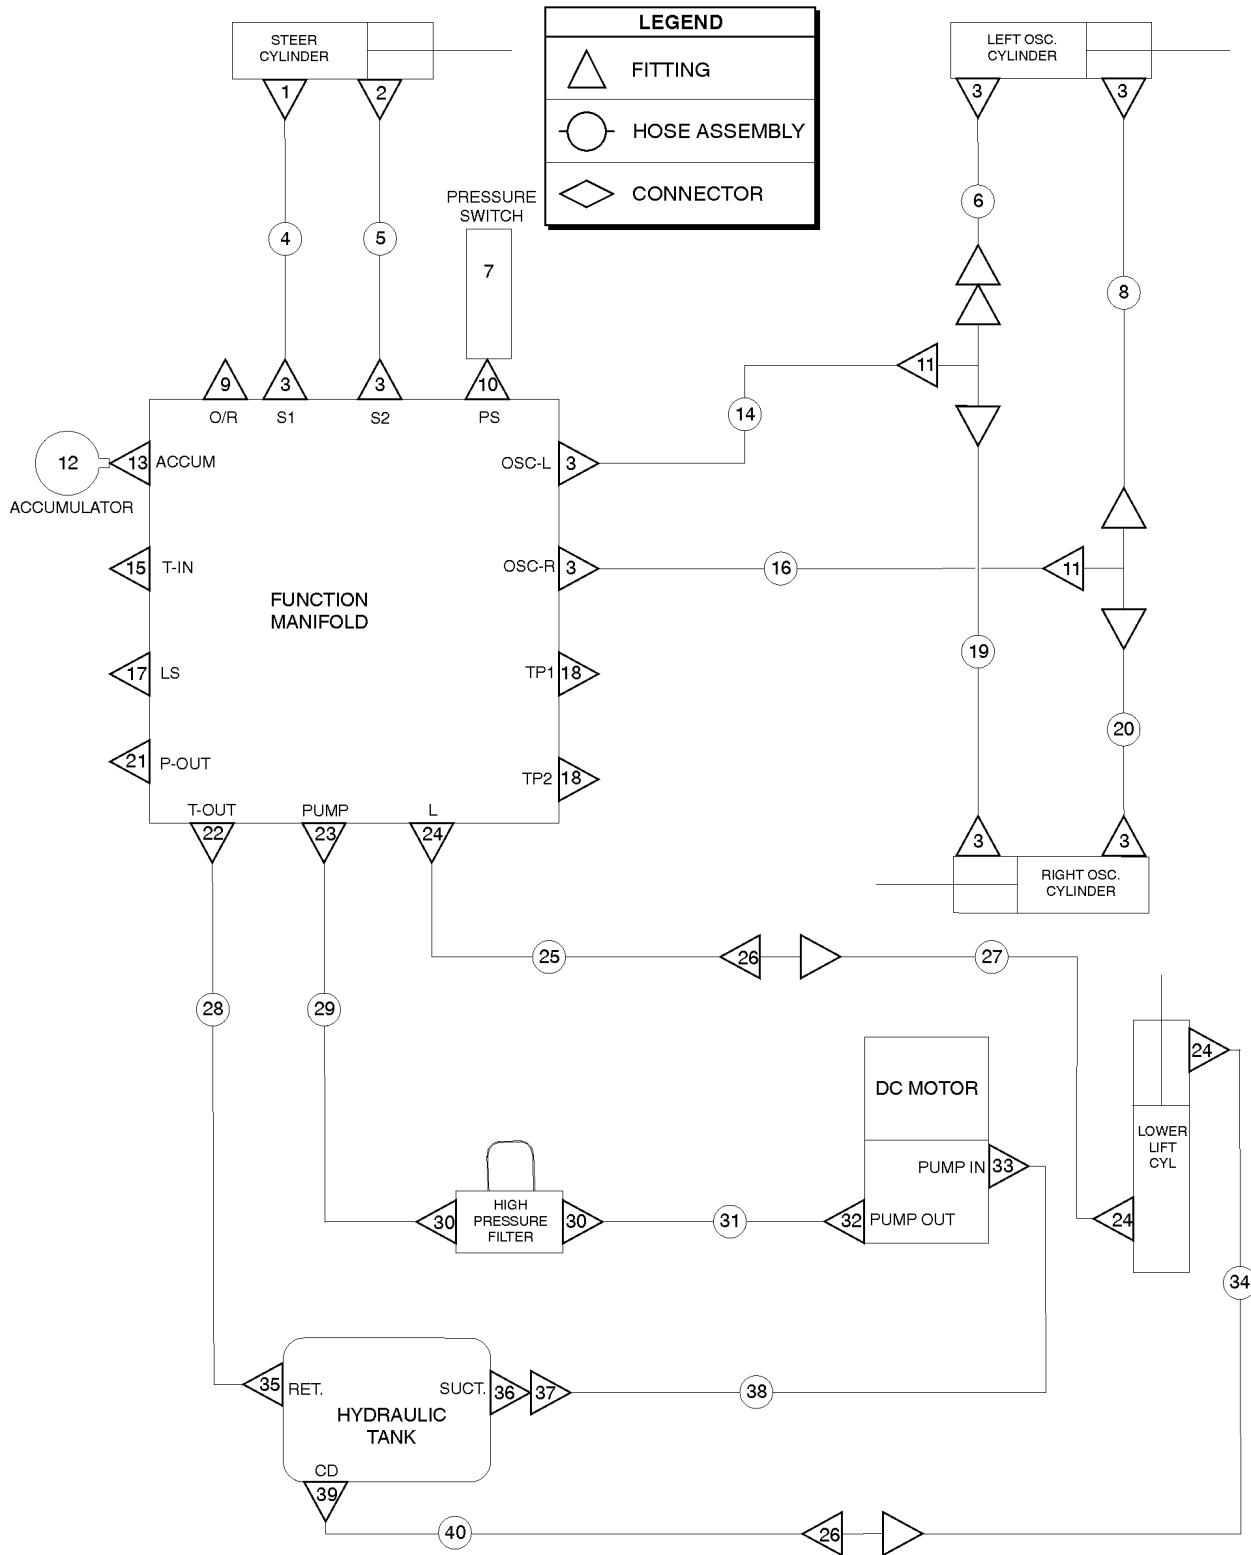 STEER
CYLINDER
LEGEND
FITTING
HOSE ASSEMBLY
CONNECTOR
LEFT OSC.
CYLINDER
1
2
3
3
4
5
6
8
PRESSURE
SWITCH
7
9
3
3
10
O/R
S1
S2
PS
11
14
12
13
ACCUM
OSC-L
3
ACCUMULATOR
15
T-IN
OSC-R
3
16
11
FUNCTION
MANIFOLD
17
LS
TP1
18
19
20
21
P-OUT
TP2
18
T-OUT
PUMP
L
22
23
24
3
3
RIGHT OSC.
CYLINDER
25
26
27
28
29
24
DC MOTOR
LOWER
LIFT
CYL
PUMP IN
33
HIGH
PRESSURE
FILTER
30
30
31
32
PUMP OUT
24
34
35
RET.
SUCT.
36
37
38
HYDRAULIC
TANK
CD
39
40
26